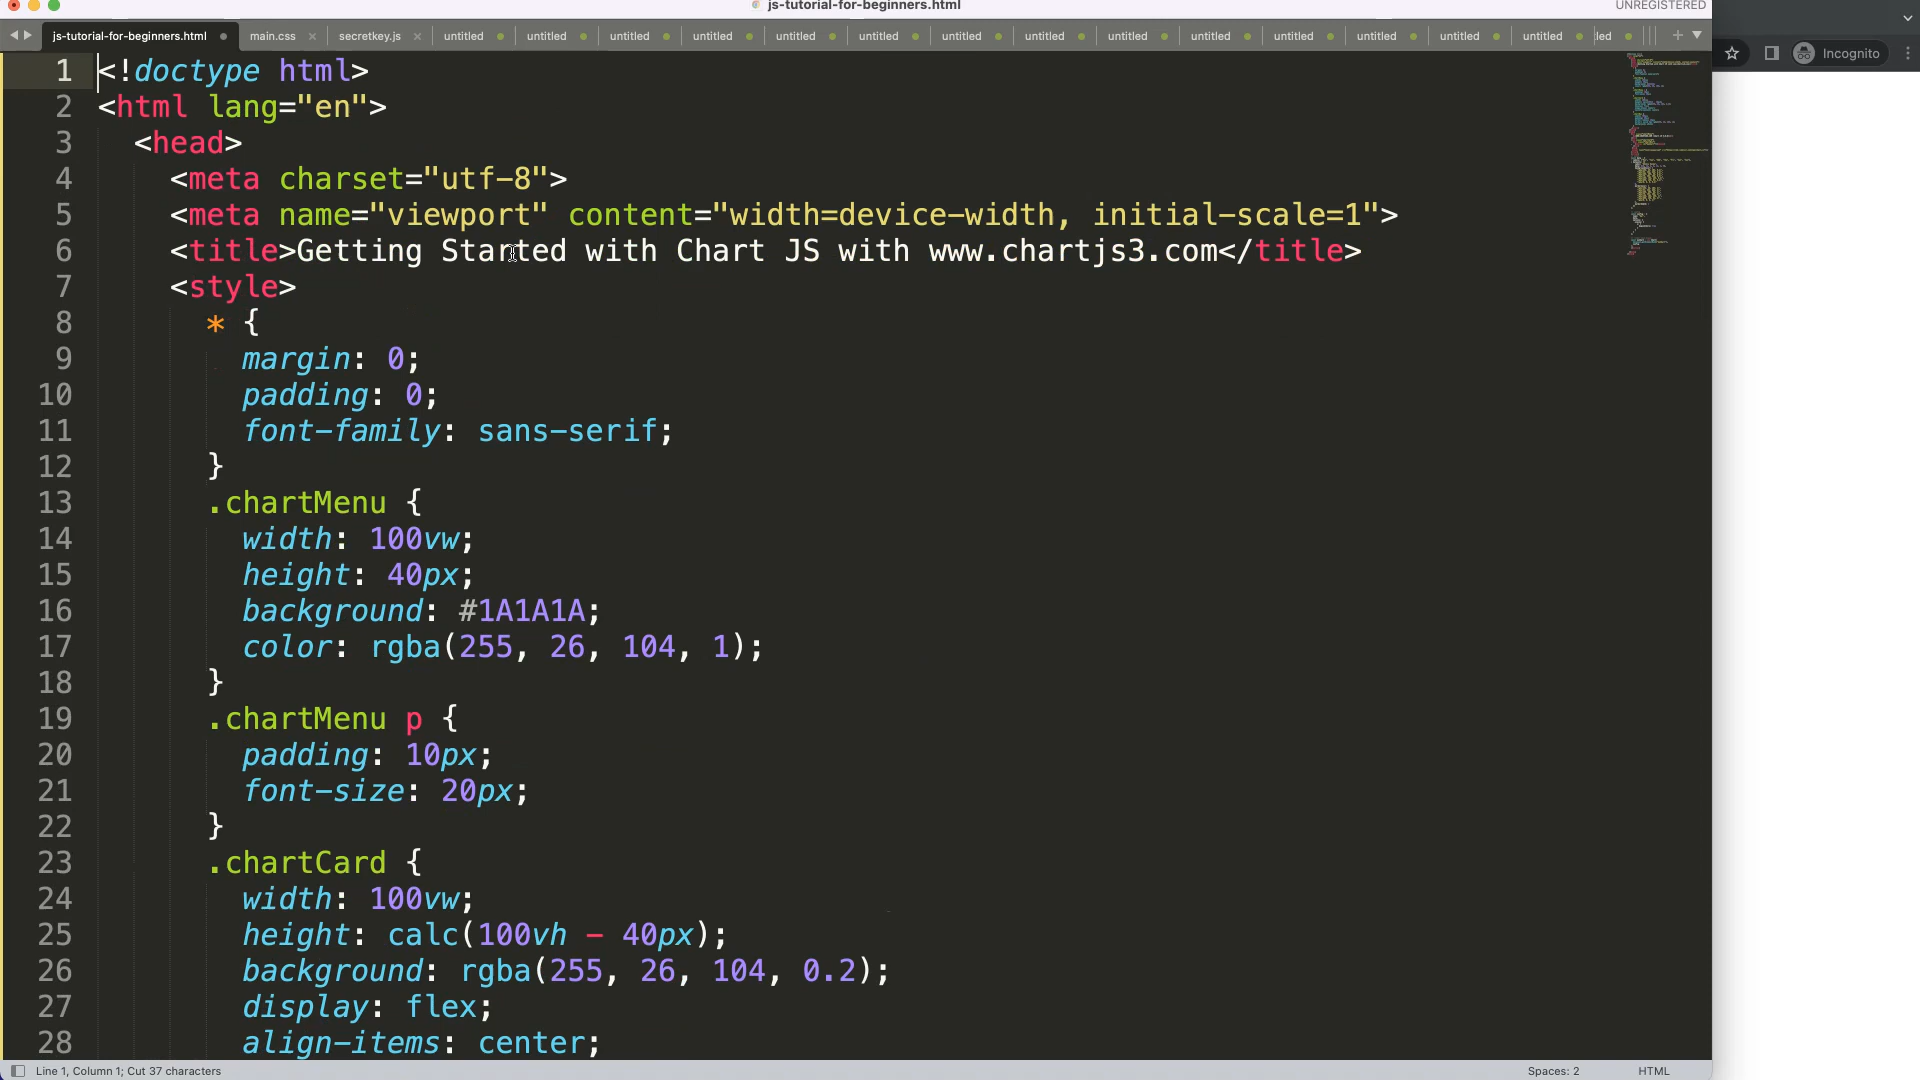 js-tutorial-for-beginners.html
UNREGISTERED
js-tutorial-for-beginners.html main.css secretkey.js untitled untitled untitled untitled untitled untitled untitled untitled untitled untitled untitled untitled untitled untitled led
Incognito
1 <!doctype html>
2 <html lang="en">
3 <head>
4 <meta charset="utf-8">
5 <meta name="viewport" content="width=device-width, initial-scale=1">
6 <title>Getting Started with Chart JS with www.chartjs3.com</title>
7 <style>
8 * {
9 margin: 0;
10 padding: 0;
11 font-family: sans-serif;
12 }
13 .chartMenu {
14 width: 100vw;
15 height: 40px;
16 background: #1A1A1A;
17 color: rgba(255, 26, 104, 1);
18 }
19 .chartMenu p {
20 padding: 10px;
21 font-size: 20px;
22 }
23 .chartCard {
24 width: 100vw;
25 height: calc(100vh - 40px);
26 background: rgba(255, 26, 104, 0.2);
27 display: flex;
28 align-items: center;
Line 1, Column 1; Cut 37 characters
Spaces: 2
HTML